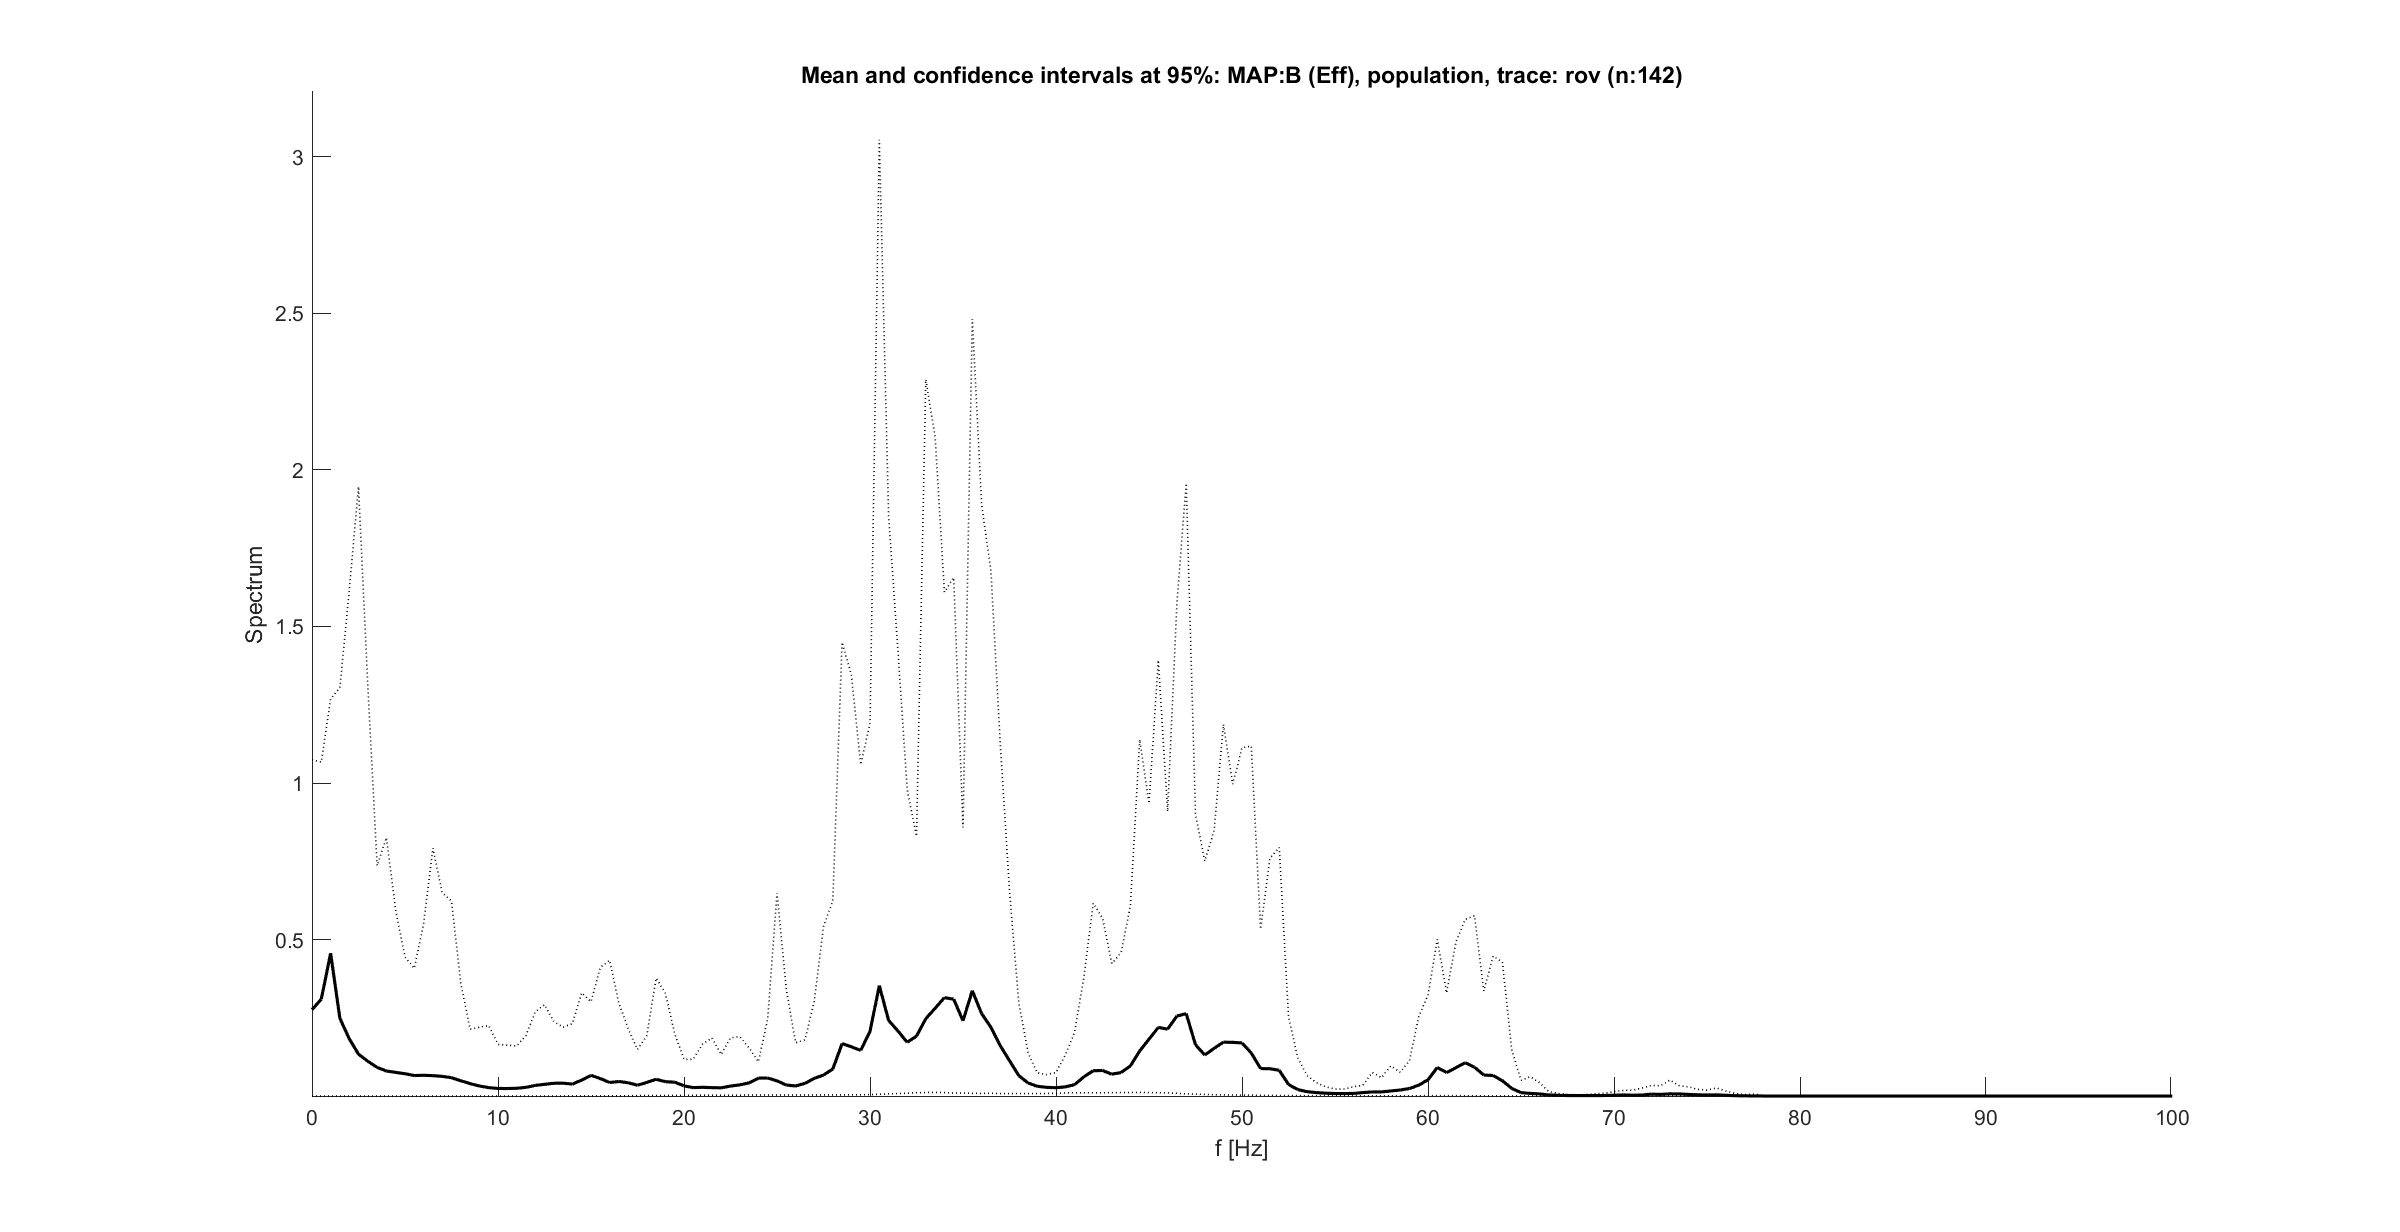 Mean and confidence intervals at 95%: MAP:B (Eff), population, trace: rov (n:142)
3
2.5
2
1.5
1
0.5
Spectrum
0 10 20 30 40 50 60 70 80 90 100
f [Hz]